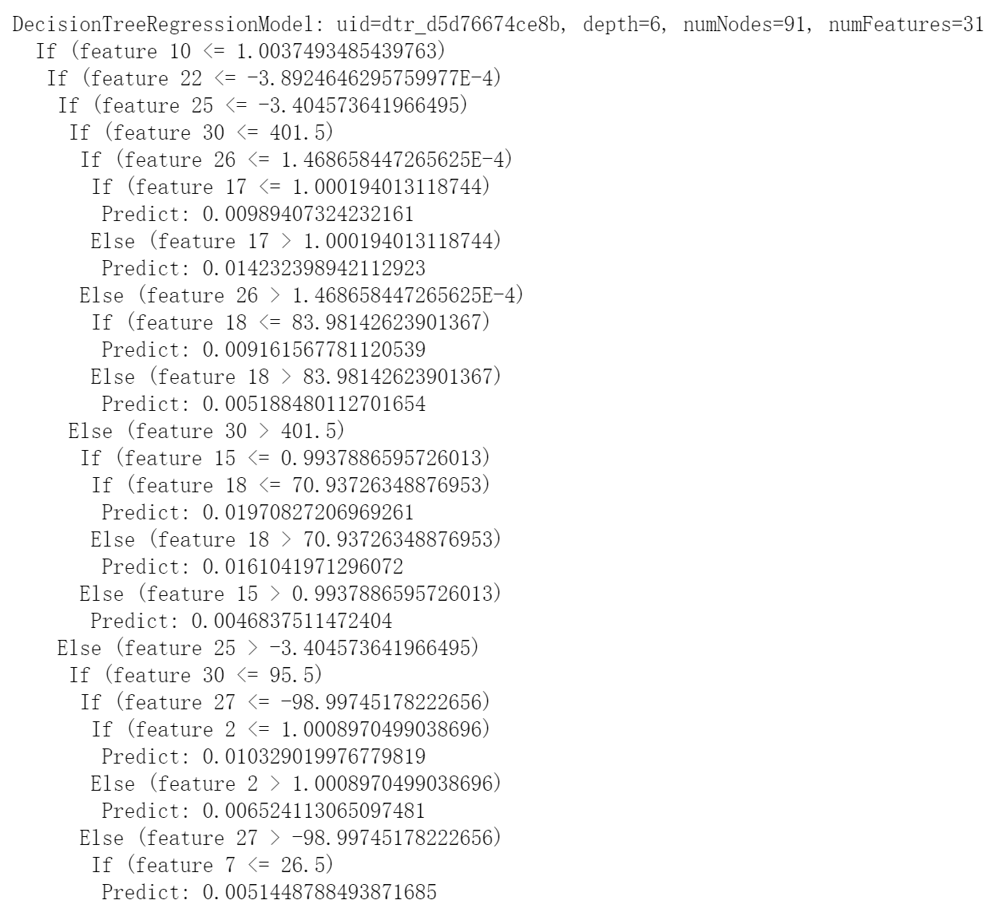 DecisionTreeRegressionModel: uid=dtr_d5d76674ce8b, depth=6, numNodes=91, numFeatures=31
If (feature 10 <= 1.0037493485439763)
If (feature 22 <= -3.8924646295759977E-4)
If (feature 25 <= -3.404573641966495)
If (feature 30 <= 401.5)
If (feature 26 <= 1.468658447265625E-4)
If (feature 17 <= 1.000194013118744)
Predict: 0.00989407324232161
Else (feature 17 > 1.000194013118744)
Predict: 0.014232398942112923
Else (feature 26 > 1.468658447265625E-4)
If (feature 18 <= 83.98142623901367)
Predict: 0.009161567781120539
Else (feature 18 > 83.98142623901367)
Predict: 0.005188480112701654
Else (feature 30 > 401.5)
If (feature 15 <= 0.9937886595726013)
If (feature 18 <= 70.93726348876953)
Predict: 0.01970827206969261
Else (feature 18 > 70.93726348876953)
Predict: 0.0161041971296072
Else (feature 15 > 0.9937886595726013)
Predict: 0.0046837511472404
Else (feature 25 > -3.404573641966495)
If (feature 30 <= 95.5)
If (feature 27 <= -98.99745178222656)
If (feature 2 <= 1.0008970499038696)
Predict: 0.010329019976779819
Else (feature 2 > 1.0008970499038696)
Predict: 0.006524113065097481
Else (feature 27 > -98.99745178222656)
If (feature 7 <= 26.5)
Predict: 0.0051448788493871685